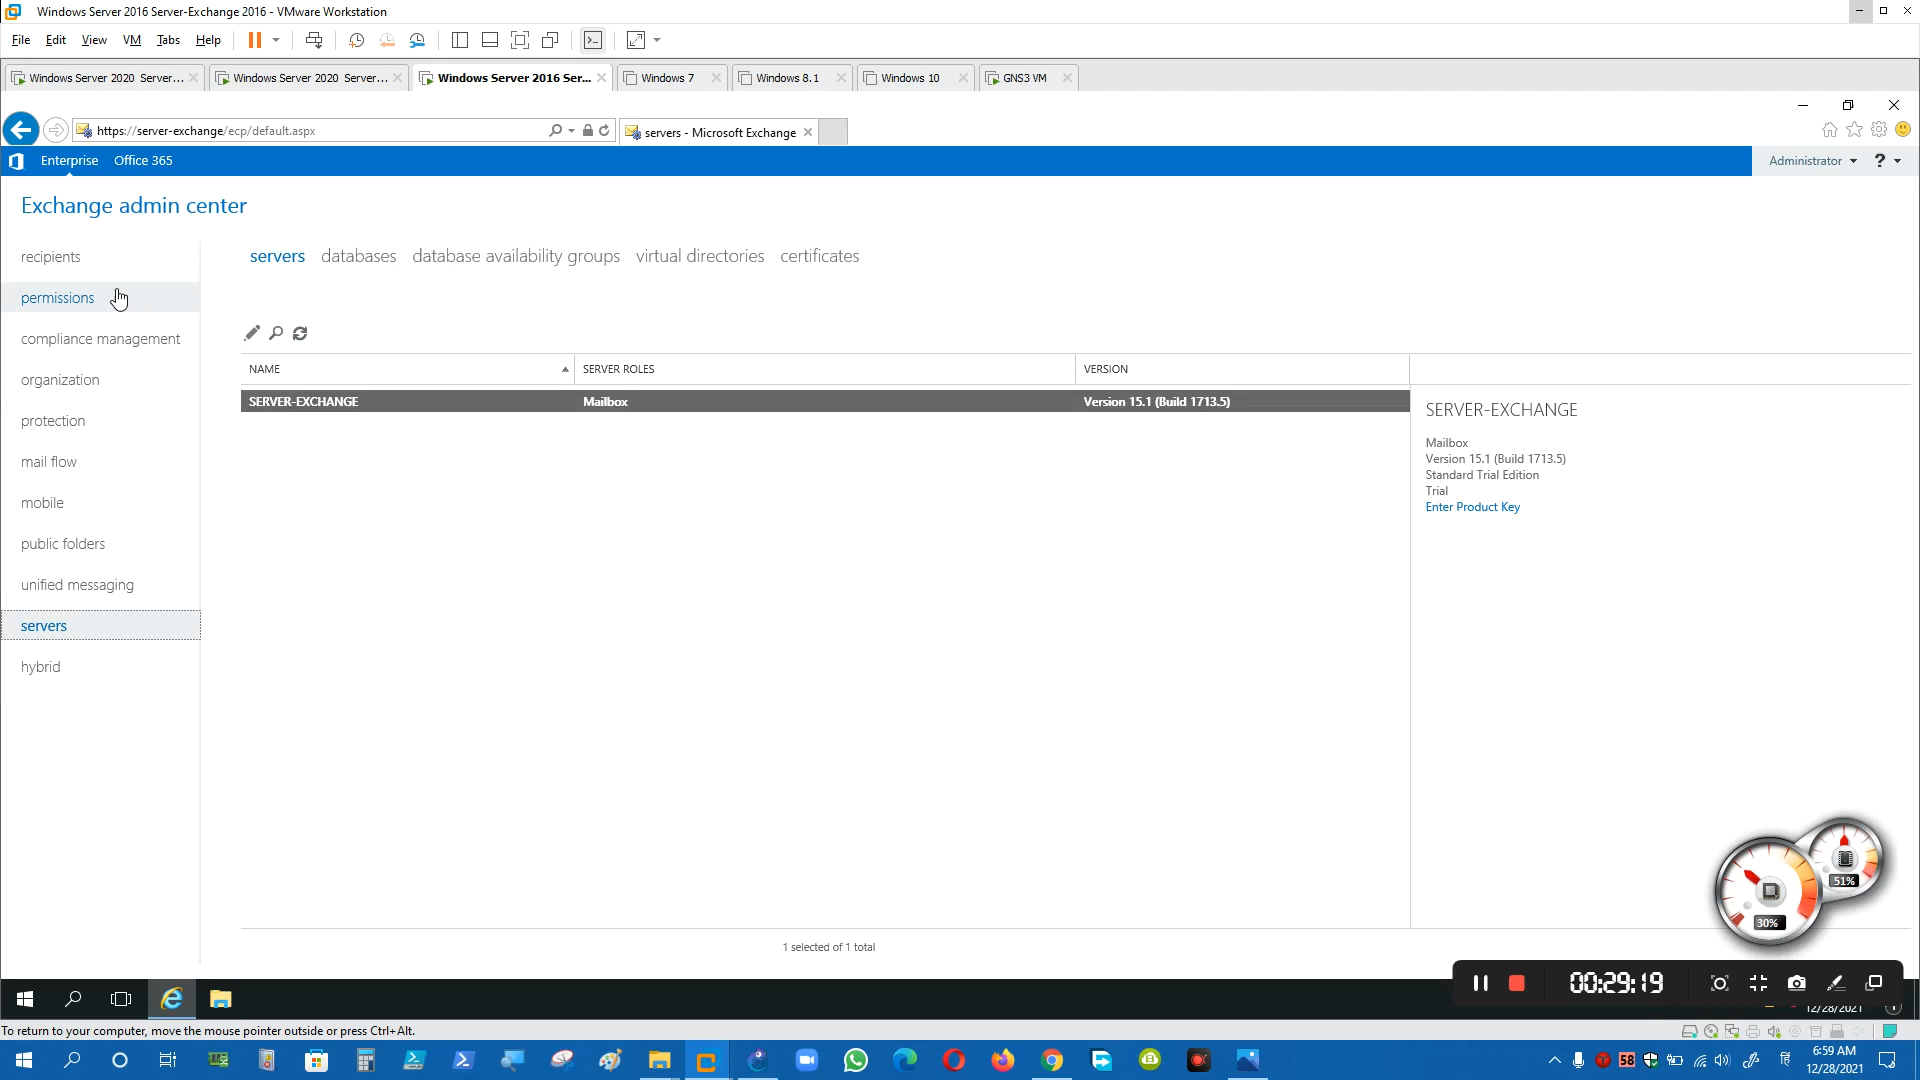 Windows Server 2016 Server-Exchange 2016 - VMware Workstation
File Edit View VM Tabs Help
Windows Server 2020 Server... Windows Server 2020 Server... Windows Server 2016 Ser... Windows 7 Windows 8.1 Windows 10 GNS3 VM
https://server-exchange/ecp/default.aspx servers - Microsoft Exchange
Enterprise Office 365 Administrator ?
Exchange admin center
recipients
permissions
compliance management
organization
protection
mail flow
mobile
public folders
unified messaging
servers
hybrid
servers databases database availability groups virtual directories certificates
NAME SERVER ROLES VERSION
SERVER-EXCHANGE Mailbox Version 15.1 (Build 1713.5)
SERVER-EXCHANGE
Mailbox
Version 15.1 (Build 1713.5)
Standard Trial Edition
Trial
Enter Product Key
51%
30%
1 selected of 1 total
00:29:19
12/28/2021
To return to your computer, move the mouse pointer outside or press Ctrl+Alt.
58
6:59 AM
12/28/2021